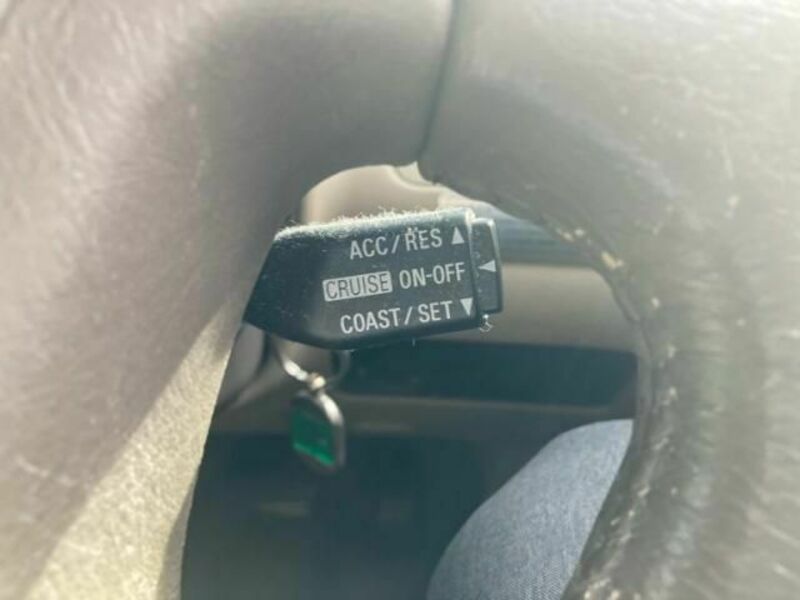 ACC/RES ▲
CRUISE ON-OFF ◀
COAST/SET ▼